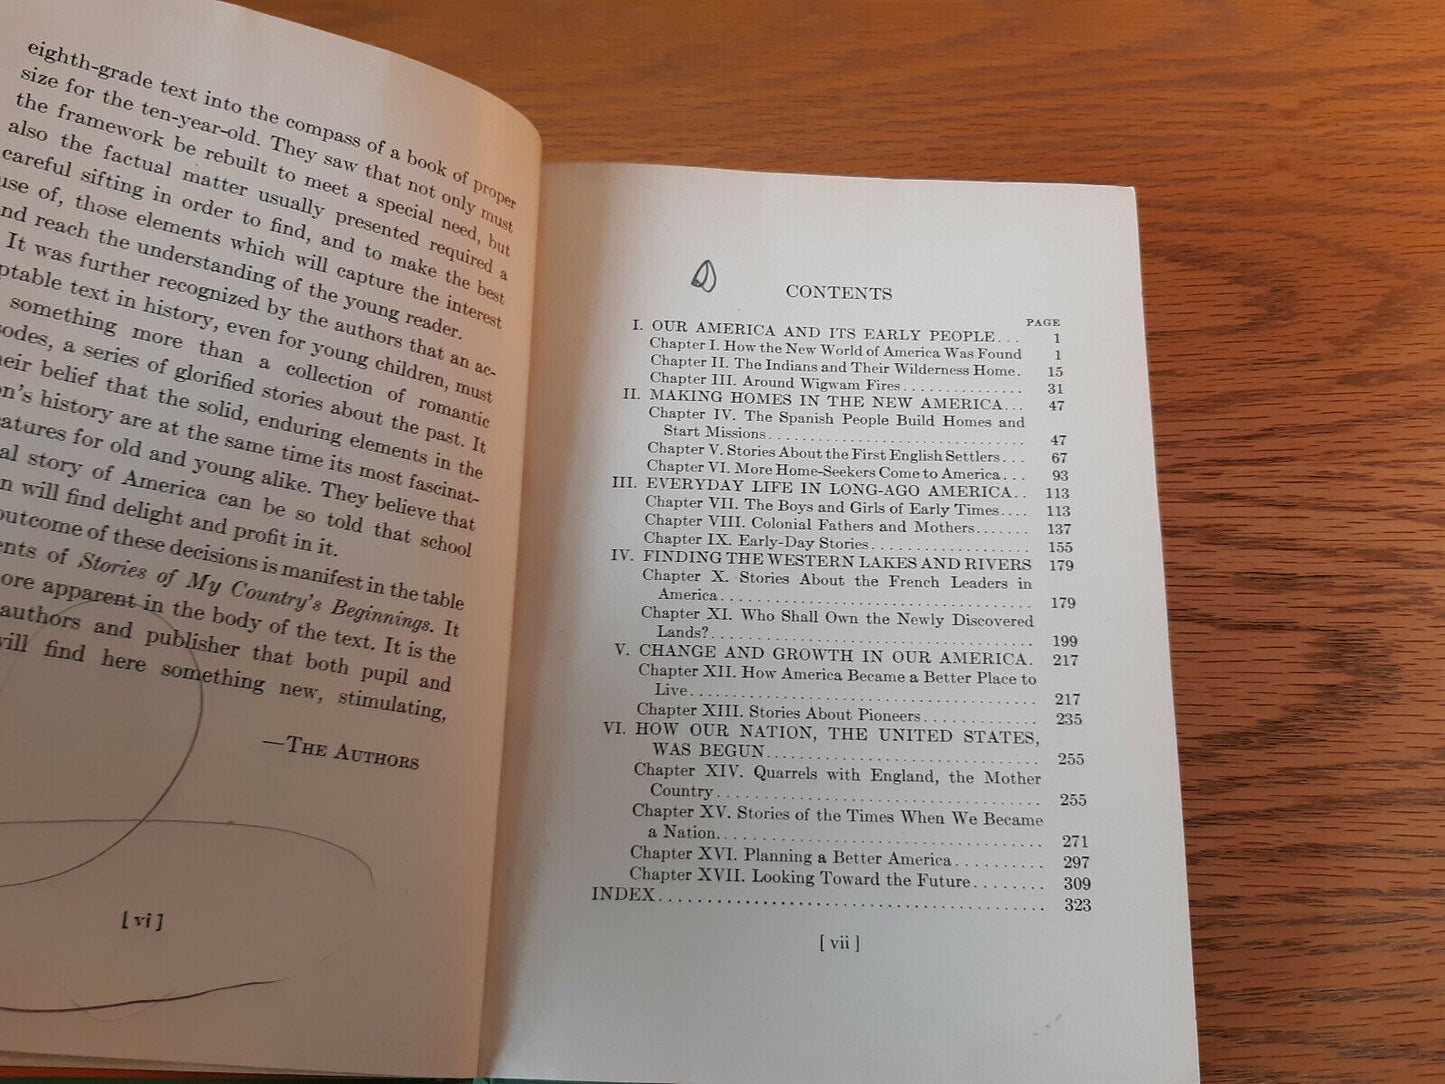 eighth-grade text into the compass of a book of proper
size for the ten-year-old. They saw that not only must
the framework be rebuilt to meet a special need, but
also the factual matter usually presented required a
careful sifting in order to find, and to make the best
use of, those elements which will capture the interest
nd reach the understanding of the young reader.
It was further recognized by the authors that an ac-
ptable text in history, even for young children, must
something more than a collection of romantic
sodes, a series of glorified stories about the past. It
heir belief that the solid, enduring elements in the
on's history are at the same time its most fascinat-
eatures for old and young alike. They believe that
al story of America can be so told that school
n will find delight and profit in it.
outcome of these decisions is manifest in the table
ents of Stories of My Country's Beginnings. It
ore apparent in the body of the text. It is the
authors and publisher that both pupil and
will find here something new, stimulating,
—THE AUTHORS
[ vi ]
CONTENTS
PAGE
I. OUR AMERICA AND ITS EARLY PEOPLE... 1
Chapter I. How the New World of America Was Found 1
Chapter II. The Indians and Their Wilderness Home. 15
Chapter III. Around Wigwam Fires............. 31
II. MAKING HOMES IN THE NEW AMERICA... 47
Chapter IV. The Spanish People Build Homes and
Start Missions............................ 47
Chapter V. Stories About the First English Settlers... 67
Chapter VI. More Home-Seekers Come to America... 93
III. EVERYDAY LIFE IN LONG-AGO AMERICA.. 113
Chapter VII. The Boys and Girls of Early Times.... 113
Chapter VIII. Colonial Fathers and Mothers....... 137
Chapter IX. Early-Day Stories.................... 155
IV. FINDING THE WESTERN LAKES AND RIVERS 179
Chapter X. Stories About the French Leaders in
America................................... 179
Chapter XI. Who Shall Own the Newly Discovered
Lands?.................................... 199
V. CHANGE AND GROWTH IN OUR AMERICA. 217
Chapter XII. How America Became a Better Place to
Live...................................... 217
Chapter XIII. Stories About Pioneers............. 235
VI. HOW OUR NATION, THE UNITED STATES,
WAS BEGUN............................... 255
Chapter XIV. Quarrels with England, the Mother
Country................................... 255
Chapter XV. Stories of the Times When We Became
a Nation.................................. 271
Chapter XVI. Planning a Better America.......... 297
Chapter XVII. Looking Toward the Future........ 309
INDEX.......................................... 323
[ vii ]